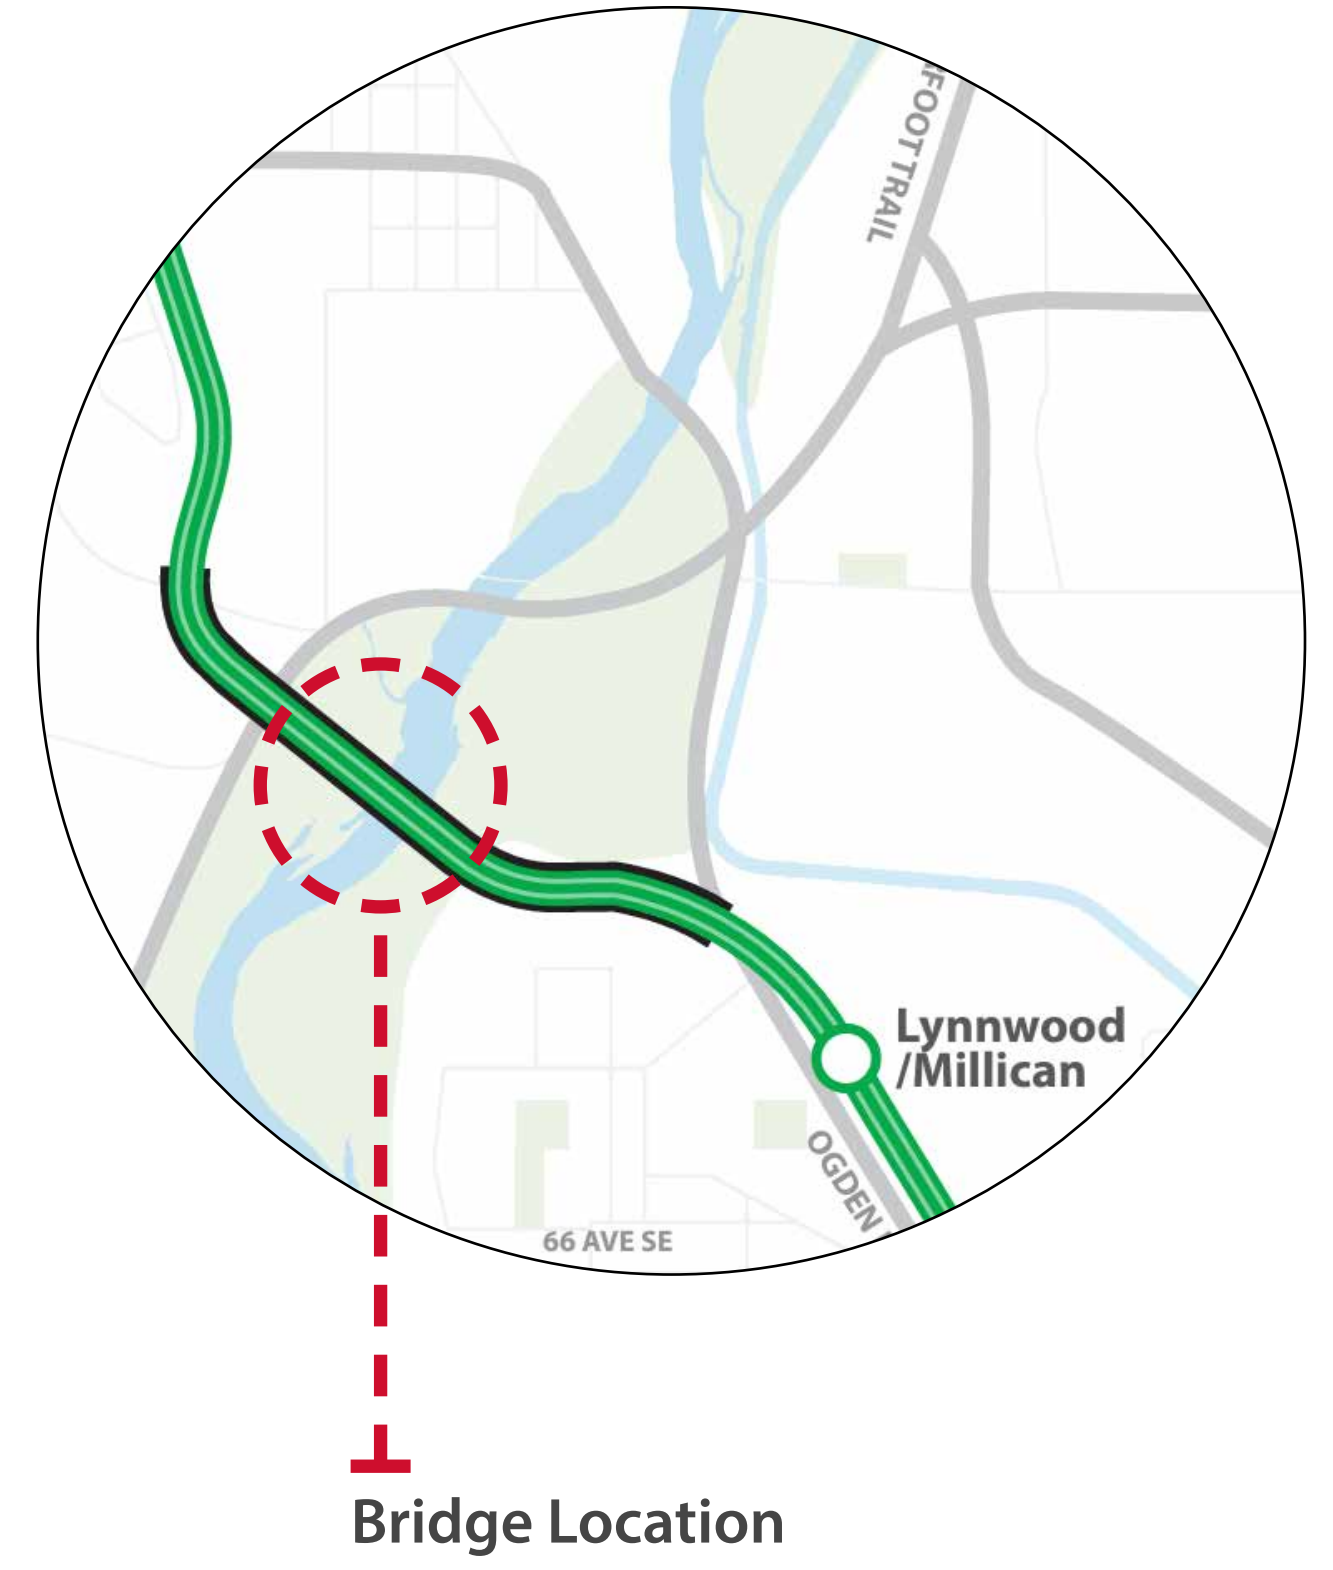 FOOT TRAIL
Lynnwood
/Millican
OGDEN
66 AVE SE
Bridge Location